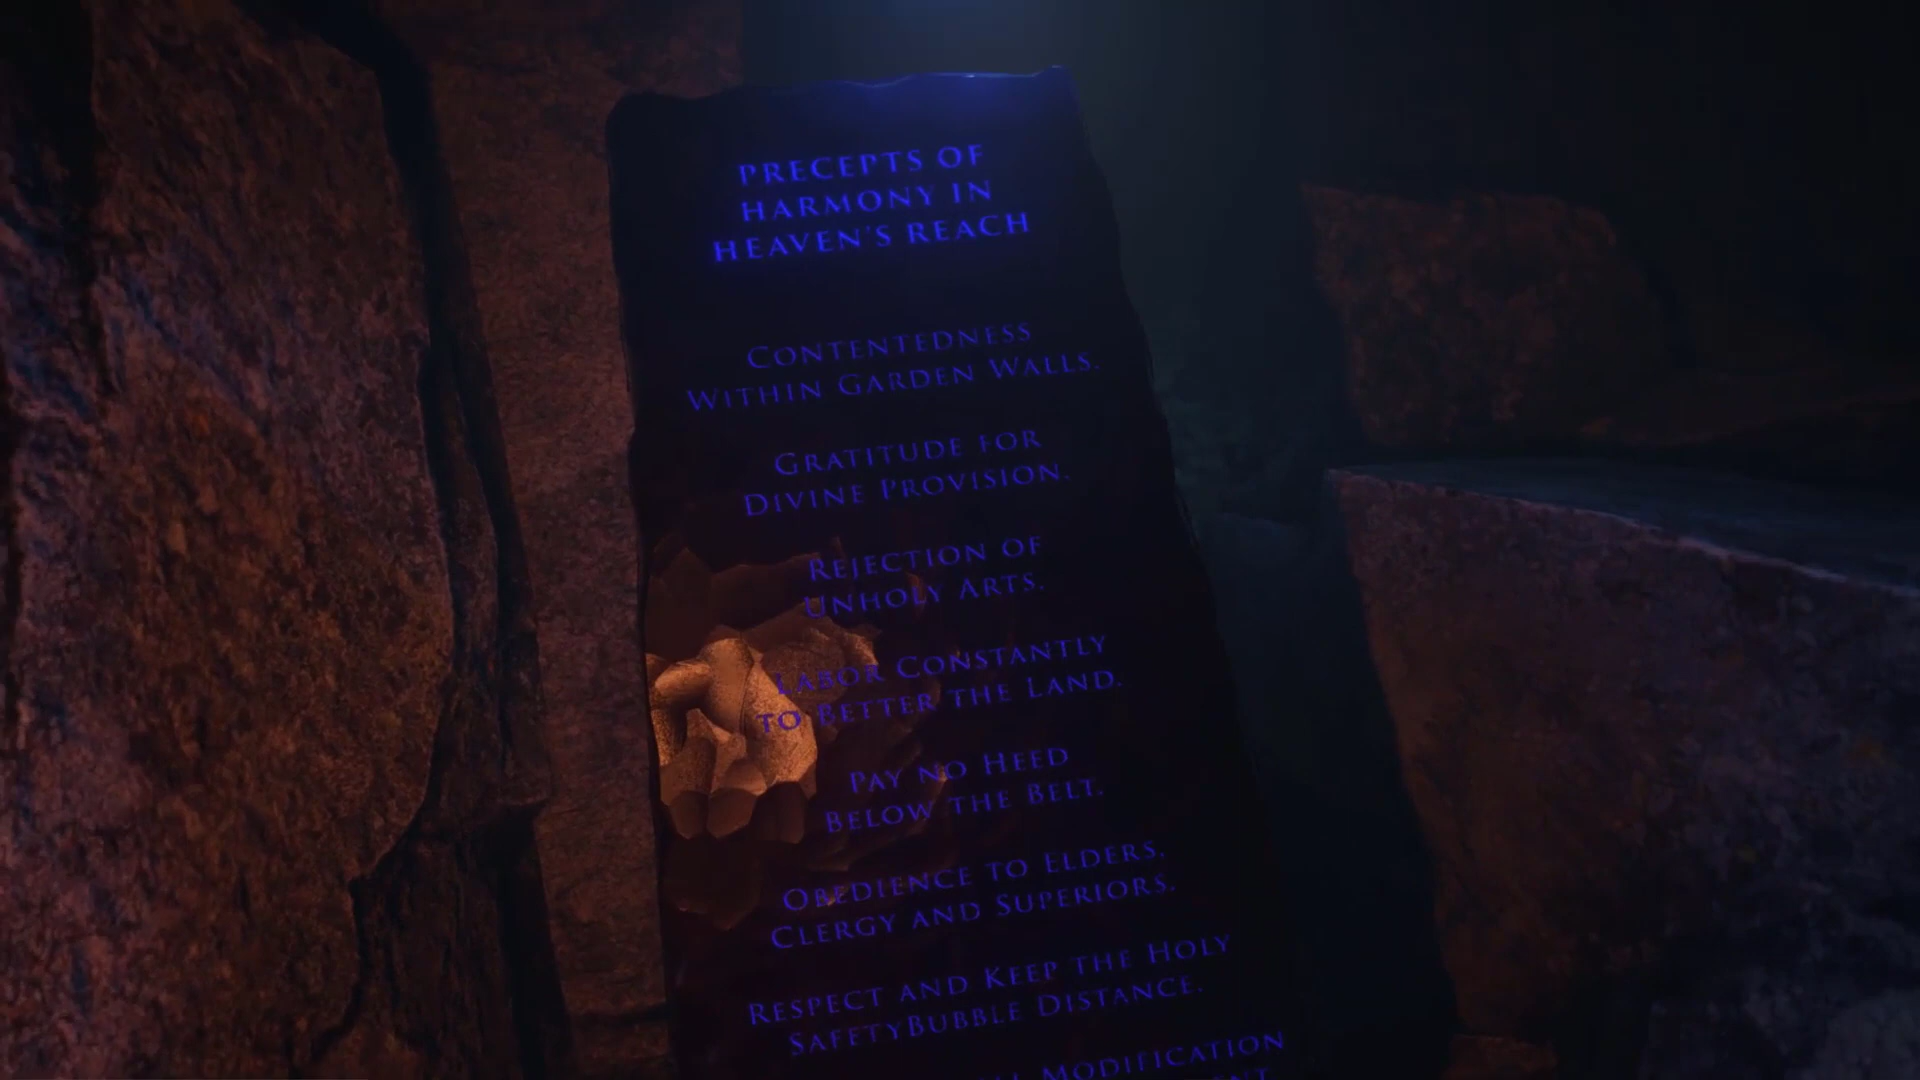 PRECEPTS OF
HARMONY IN
HEAVEN'S REACH
CONTENTEDNESS
WITHIN GARDEN WALLS.
GRATITUDE FOR
DIVINE PROVISION.
REJECTION OF
UNHOLY ARTS.
LABOR CONSTANTLY
TO BETTER THE LAND.
PAY NO HEED
BELOW THE BELT.
OBEDIENCE TO ELDERS,
CLERGY AND SUPERIORS.
RESPECT AND KEEP THE HOLY
SAFETYBUBBLE DISTANCE.
MODIFICATION